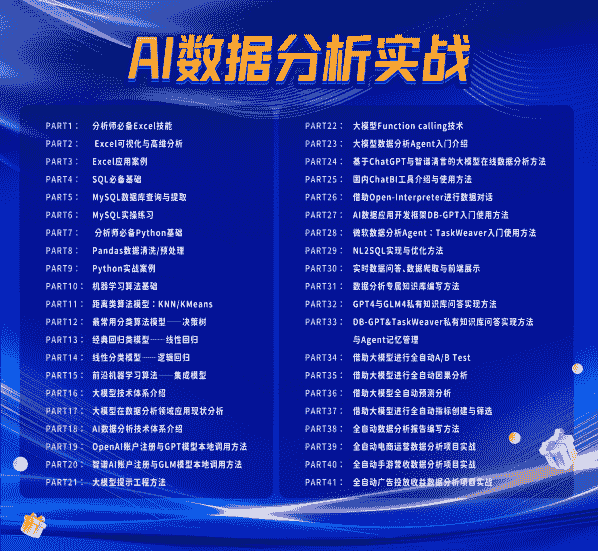 AI数据分析实战
PART1： 分析师必备Excel技能
PART2： Excel可视化与高维分析
PART3： Excel应用案例
PART4： SQL必备基础
PART5： MySQL数据库查询与提取
PART6： MySQL实操练习
PART7： 分析师必备Python基础
PART8： Pandas数据清洗/预处理
PART9： Python实战案例
PART10： 机器学习算法基础
PART11： 距离类算法模型：KNN/KMeans
PART12： 最常用分类算法模型——决策树
PART13： 经典回归类模型——线性回归
PART14： 线性分类模型——逻辑回归
PART15： 前沿机器学习算法——集成模型
PART16： 大模型技术体系介绍
PART17： 大模型在数据分析领域应用现状分析
PART18： AI数据分析技术体系介绍
PART19： OpenAI账户注册与GPT模型本地调用方法
PART20： 智谱AI账户注册与GLM模型本地调用方法
PART21： 大模型提示工程方法
PART22： 大模型Function calling技术
PART23： 大模型数据分析Agent入门介绍
PART24： 基于ChatGPT与智谱清言的大模型在线数据分析方法
PART25： 国内ChatBI工具介绍与使用方法
PART26： 借助Open-Interpreter进行数据对话
PART27： AI数据应用开发框架DB-GPT入门使用方法
PART28： 微软数据分析Agent：TaskWeaver入门使用方法
PART29： NL2SQL实现与优化方法
PART30： 实时数据问答、数据爬取与前端展示
PART31： 数据分析专属知识库编写方法
PART32： GPT4与GLM4私有知识库问答实现方法
PART33： DB-GPT&TaskWeaver私有知识库问答实现方法
与Agent记忆管理
PART34： 借助大模型进行全自动A/B Test
PART35： 借助大模型进行全自动因果分析
PART36： 借助大模型全自动预测分析
PART37： 借助大模型进行全自动指标创建与筛选
PART38： 全自动数据分析报告编写方法
PART39： 全自动电商运营数据分析项目实战
PART40： 全自动手游营收数据分析项目实战
PART41： 全自动广告投放收益数据分析项目实战